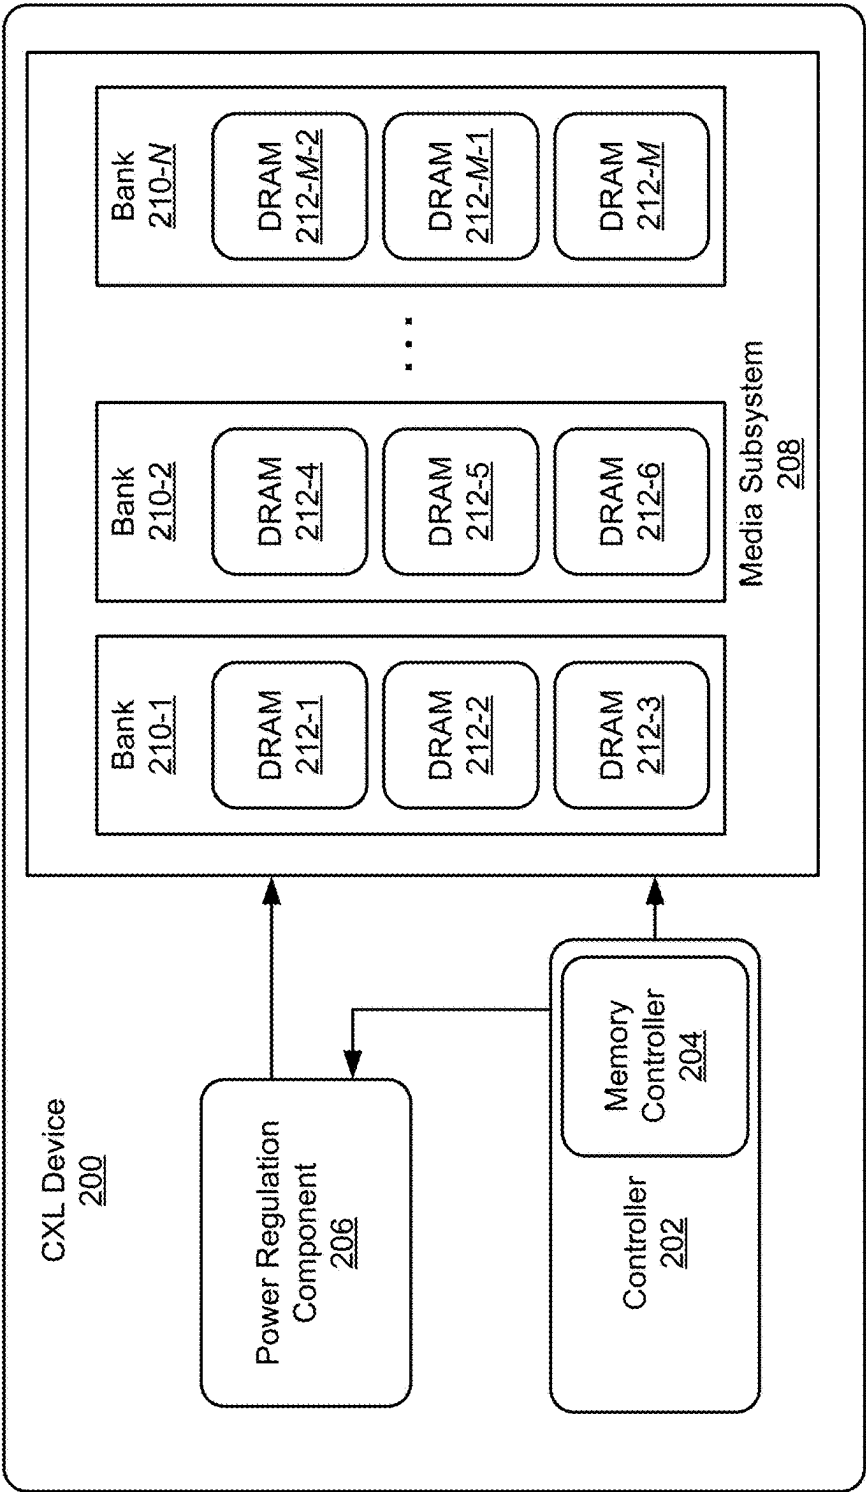 CXL Device
200
Power Regulation
Component
206
Controller
202
Memory
Controller
204
Bank
210-1
DRAM
212-1
DRAM
212-2
DRAM
212-3
Bank
210-2
DRAM
212-4
DRAM
212-5
DRAM
212-6
. . .
Bank
210-N
DRAM
212-M-2
DRAM
212-M-1
DRAM
212-M
Media Subsystem
208